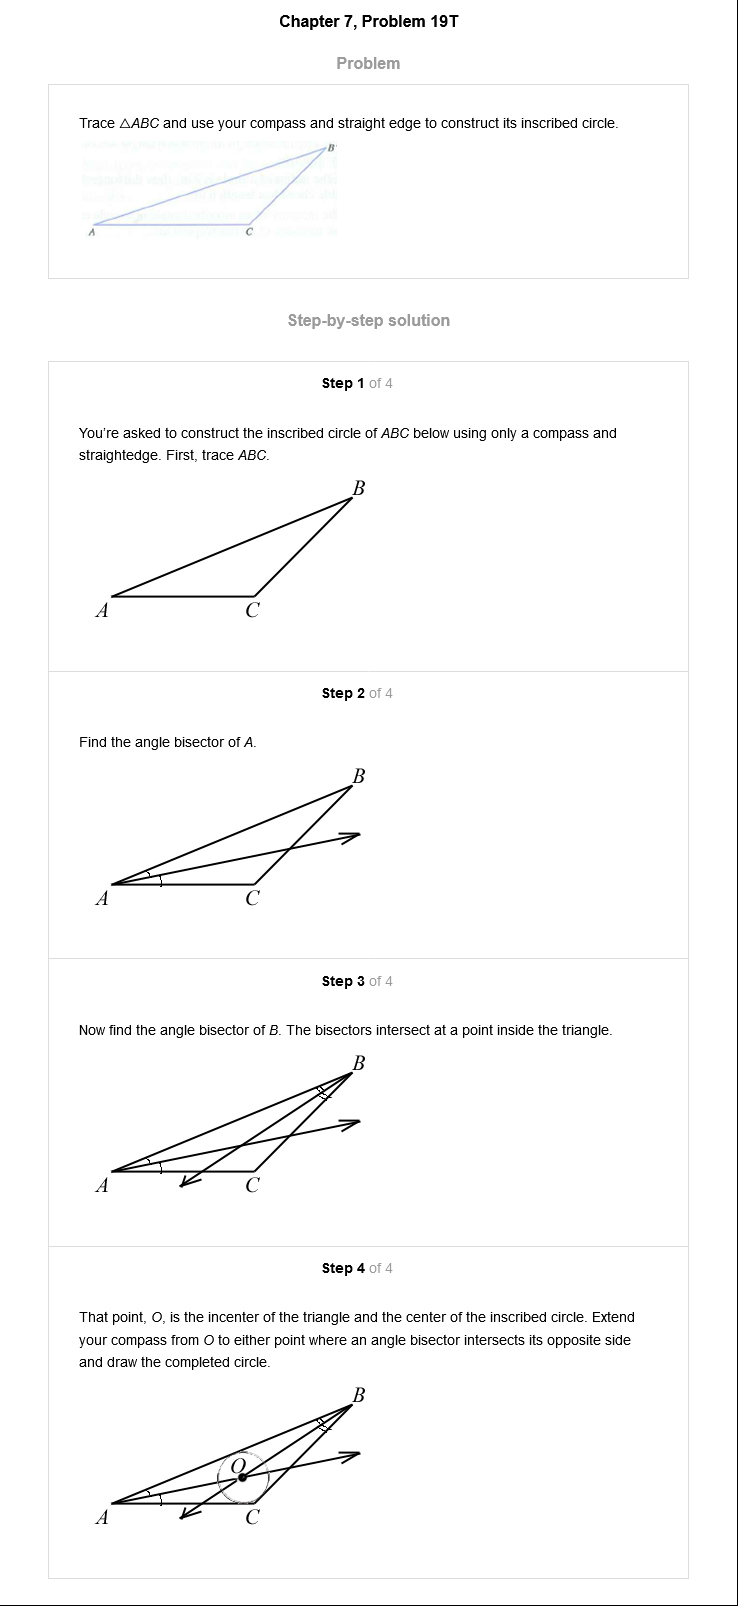 Chapter 7, Problem 19T
Problem
Trace △ABC and use your compass and straight edge to construct its inscribed circle.
B
A
C
Step-by-step solution
Step 1 of 4
You're asked to construct the inscribed circle of ABC below using only a compass and
straightedge. First, trace ABC.
B
A
C
Step 2 of 4
Find the angle bisector of A.
B
A
C
Step 3 of 4
Now find the angle bisector of B. The bisectors intersect at a point inside the triangle.
B
A
C
Step 4 of 4
That point, O, is the incenter of the triangle and the center of the inscribed circle. Extend
your compass from O to either point where an angle bisector intersects its opposite side
and draw the completed circle.
B
O
A
C